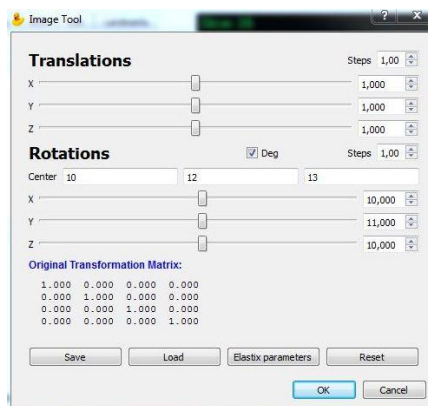 Image Tool
Translations Steps 1,00
X 1,000
Y 1,000
Z 1,000
Rotations Deg Steps 1,00
Center 10 12 13
X 10,000
Y 11,000
Z 10,000
Original Transformation Matrix:
1.000 0.000 0.000 0.000
0.000 1.000 0.000 0.000
0.000 0.000 1.000 0.000
0.000 0.000 0.000 1.000
Save Load Elastix parameters Reset
OK Cancel